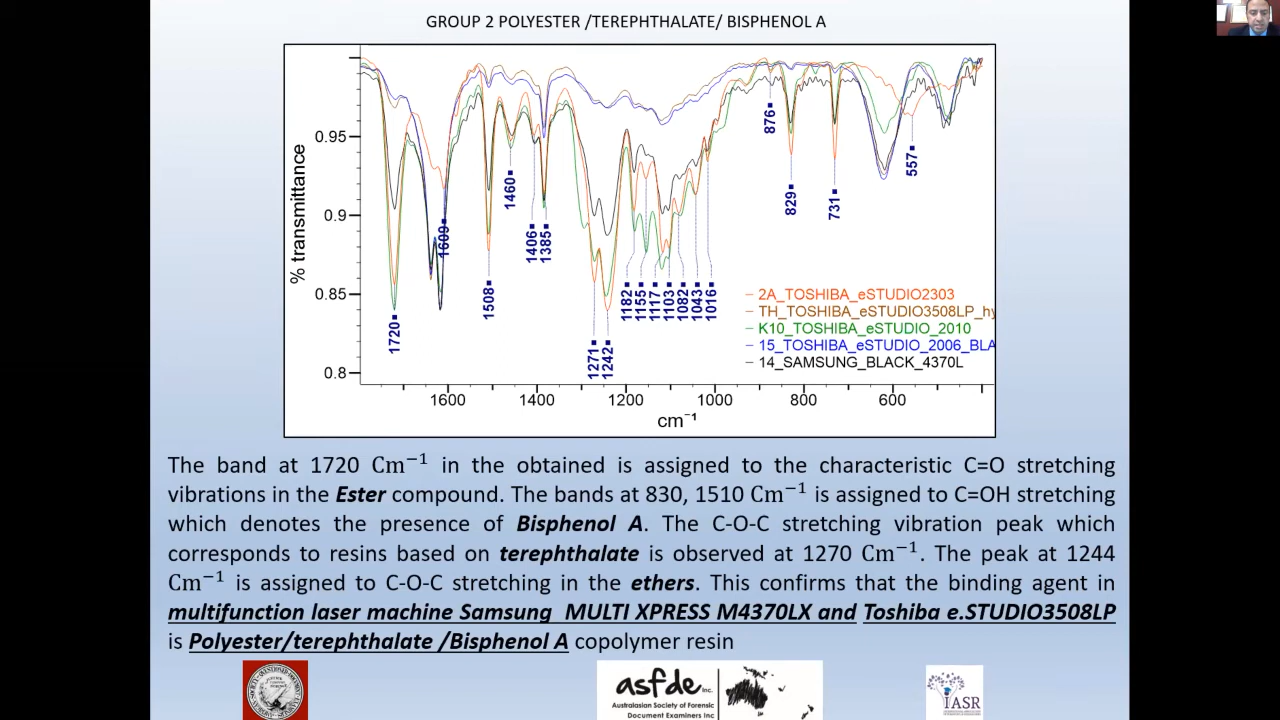 GROUP 2 POLYESTER /TEREPHTHALATE/ BISPHENOL A
% transmittance
0.95
0.9
0.85
0.8
1720
1609
1508
1460
1406
1385
1271
1242
1182
1155
1117
1103
1082
1043
1016
876
829
731
557
2A_TOSHIBA_eSTUDIO2303
TH_TOSHIBA_eSTUDIO3508LP_hy
K10_TOSHIBA_eSTUDIO_2010
15_TOSHIBA_eSTUDIO_2006_BLA
14_SAMSUNG_BLACK_4370L
1600 1400 1200 1000 800 600
cm⁻¹
The band at 1720 Cm⁻¹ in the obtained is assigned to the characteristic C=O stretching
vibrations in the Ester compound. The bands at 830, 1510 Cm⁻¹ is assigned to C=OH stretching
which denotes the presence of Bisphenol A. The C-O-C stretching vibration peak which
corresponds to resins based on terephthalate is observed at 1270 Cm⁻¹. The peak at 1244
Cm⁻¹ is assigned to C-O-C stretching in the ethers. This confirms that the binding agent in
multifunction laser machine Samsung MULTI XPRESS M4370LX and Toshiba e.STUDIO3508LP
is Polyester/terephthalate /Bisphenol A copolymer resin
asfde Inc.
Australasian Society of Forensic
Document Examiners Inc
IASR